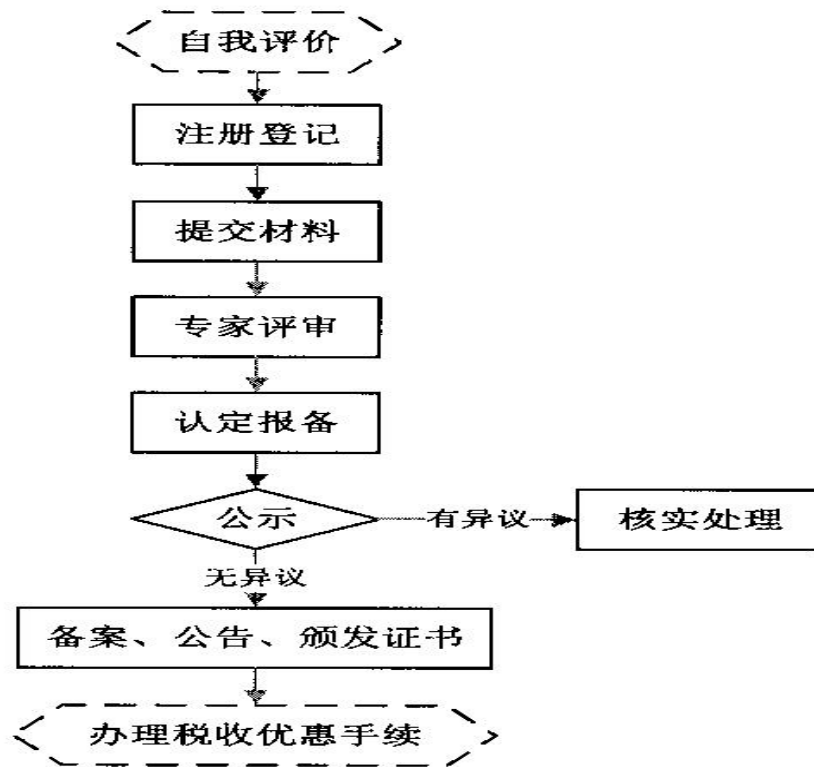 自我评价
注册登记
提交材料
专家评审
认定报备
公示
有异议
核实处理
无异议
备案、公告、颁发证书
办理税收优惠手续